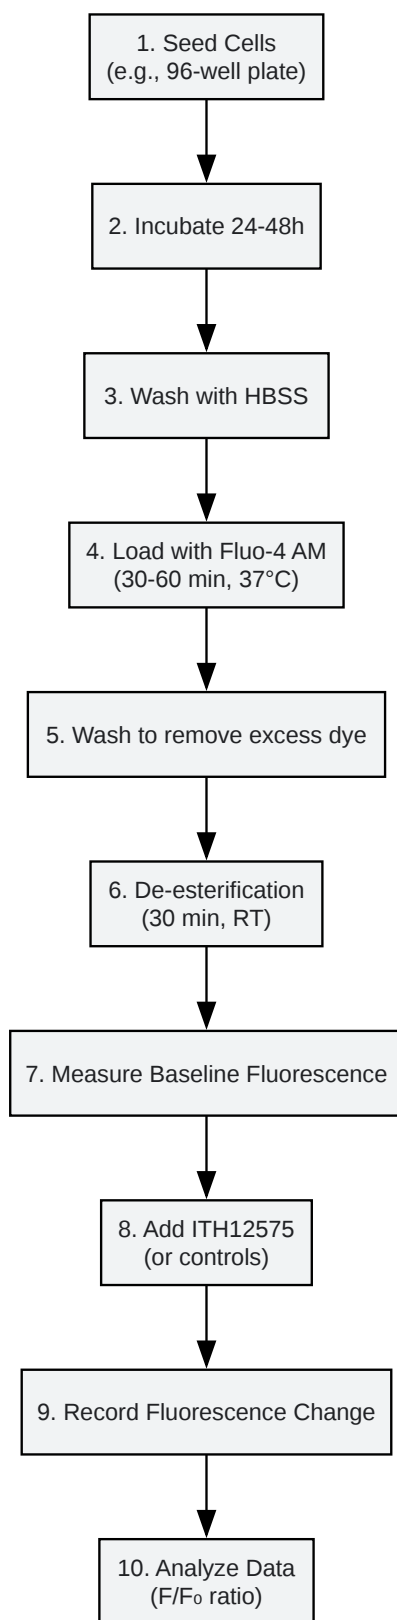 1. Seed Cells
(e.g., 96-well plate)
2. Incubate 24-48h
3. Wash with HBSS
4. Load with Fluo-4 AM
(30-60 min, 37°C)
5. Wash to remove excess dye
6. De-esterification
(30 min, RT)
7. Measure Baseline Fluorescence
8. Add ITH12575
(or controls)
9. Record Fluorescence Change
10. Analyze Data
(F/F₀ ratio)